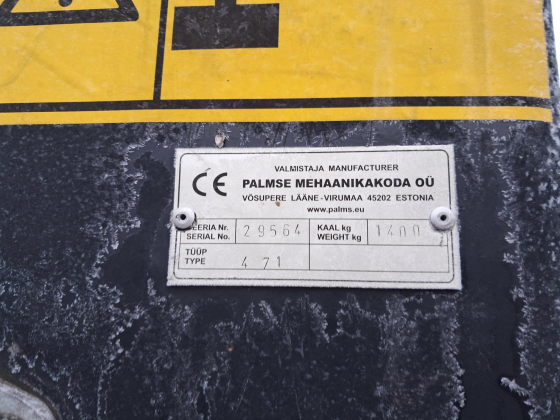 VALMISTAJA MANUFACTURER
CE PALMSE MEHAANIKAKODA OÜ
VÕSUPERE LÄÄNE-VIRUMAA 45202 ESTONIA
www.palms.eu
SEERIA Nr. 29564 KAAL kg 1400
SERIAL No. WEIGHT kg
TÜÜP 471
TYPE